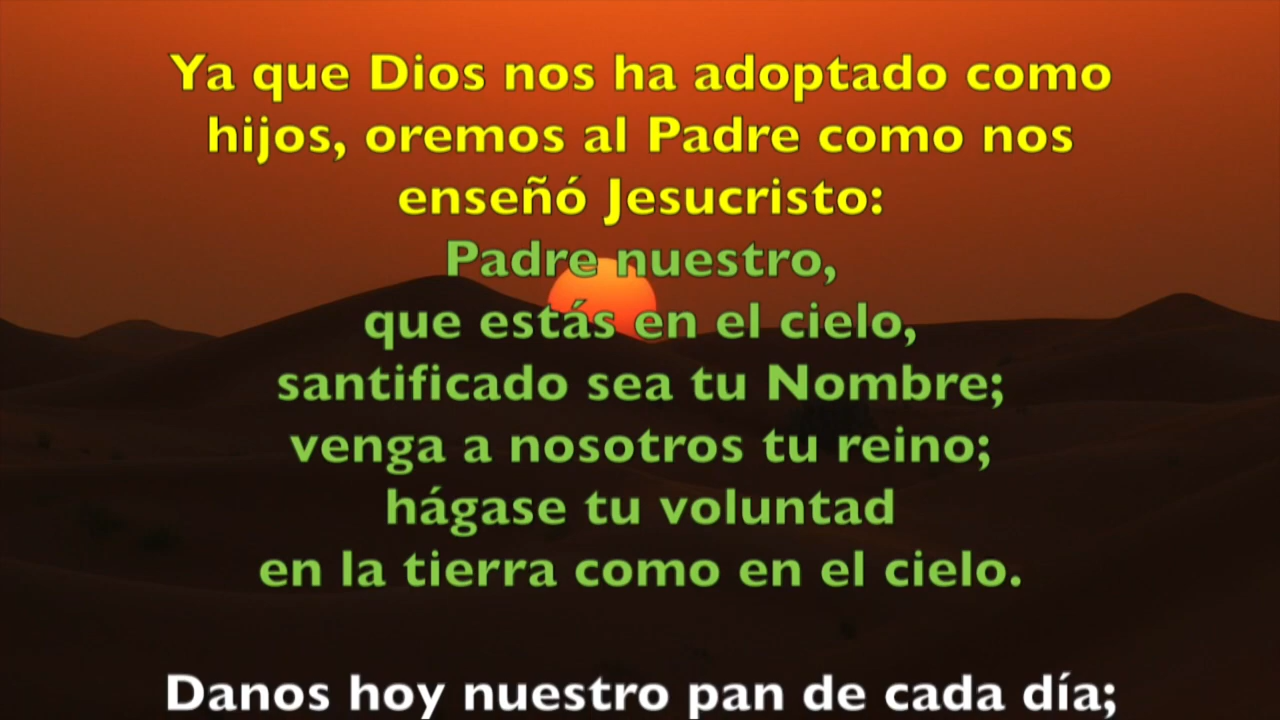 Ya que Dios nos ha adoptado como
hijos, oremos al Padre como nos
enseñó Jesucristo:
Padre nuestro,
que estás en el cielo,
santificado sea tu Nombre;
venga a nosotros tu reino;
hágase tu voluntad
en la tierra como en el cielo.
Danos hoy nuestro pan de cada día;